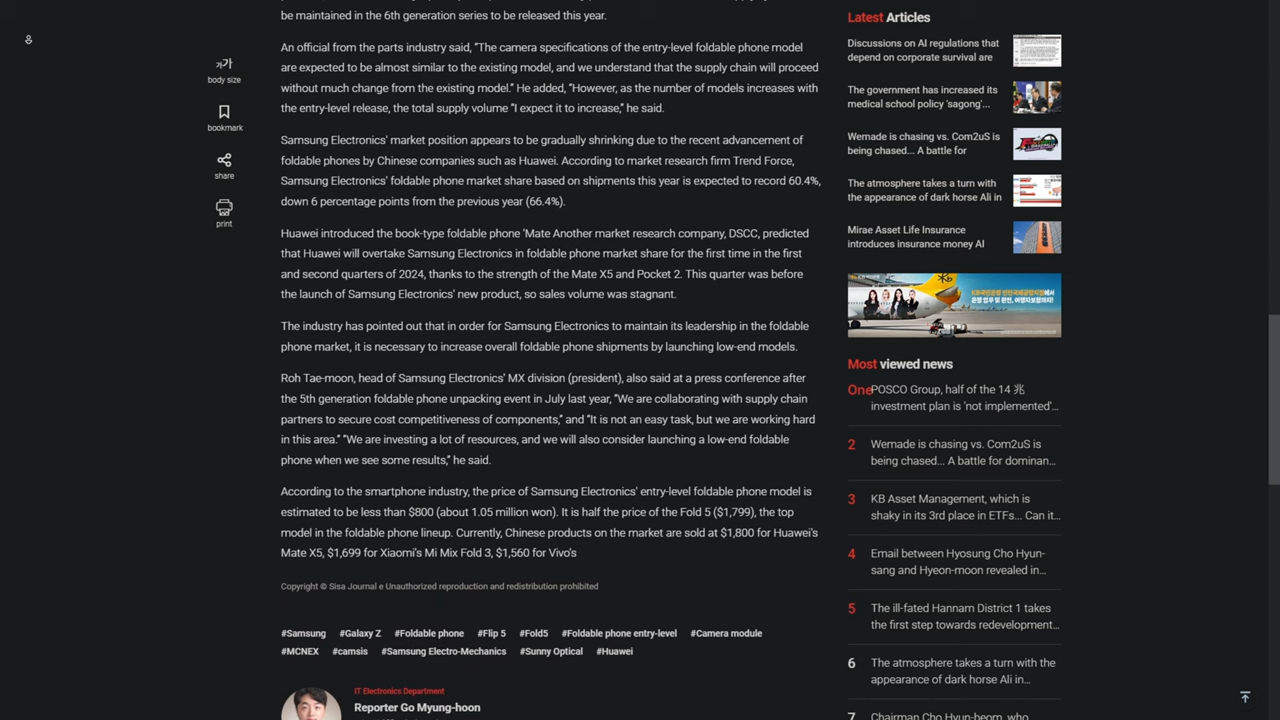 be maintained in the 6th generation series to be released this year.
An official from the parts industry said, "The component specifications of entry-level foldable phone models
are expected to be almost identical to the existing Flip model, and I understand that the supply chain is maintained
without much change from the existing model." He added, "However, as the number of models increases with
the entry-level release, the total supply volume "I expect it to increase," he said.
Samsung Electronics' market position appears to be gradually shrinking due to the recent advancement of
foldable phones by Chinese companies such as Huawei. According to market research firm Trend Force,
Samsung Electronics' foldable phone market share based on shipments this year is expected to reach 60.4%,
down 6.3 percentage points from the previous year (66.4%).
Huawei released the book-type foldable phone 'Mate Another market research company, DSCC, predicted
that Huawei will overtake Samsung Electronics in foldable phone market share for the first time in the first
and second quarters of 2024, thanks to the strength of the Mate X5 and Pocket 2. This quarter was before
the launch of Samsung Electronics' new product, so sales were stagnant.
The industry has pointed out that in order for Samsung Electronics to maintain its leadership in the foldable
phone market, it is necessary to increase overall foldable phone shipments by launching low-end models.
Roh Tae-moon, head of Samsung Electronics' MX division (president), also said at a press conference after
the 5th generation foldable phone unpacking event in July last year, "We are collaborating with supply chain
partners to secure cost competitiveness of components," and "It is not an easy task, but we are working hard
in this area." "We are investing a lot of resources, and we will also consider launching a low-end foldable
phone when we see some results," he said.
According to the smartphone industry, the price of Samsung Electronics' entry-level foldable phone model is
estimated to be less than $800 (about 1.05 million won). It is half the price of the Fold 5 ($1,799), the top
model in the foldable phone lineup. Currently, Chinese products on the market are sold at $1,800 for Huawei's
Mate X5, $1,699 for Xiaomi's Mi Mix Fold 3, $1,560 for Vivo's
Copyright © Sisa Journal e Unauthorized reproduction and redistribution prohibited
#Samsung #Galaxy Z #Foldable phone #Flip 5 #Fold5 #Foldable phone entry-level #Camera module
#MCNEX #camsis #Samsung Electro-Mechanics #Sunny Optical #Huawei
IT Electronics Department
Reporter Go Myung-hoon
가
body size
bookmark
share
print
Latest Articles
Discussions on AI regulations that
depend on corporate survival are
The government has increased its
medical school policy 'sagong'...
Wemade is chasing vs. Com2uS is
being chased... A battle for
The atmosphere takes a turn with
the appearance of dark horse Ali in
Mirae Asset Life Insurance
introduces insurance money AI
Most viewed news
One POSCO Group, half of the 14 兆
investment plan is 'not implemented'...
2 Wemade is chasing vs. Com2uS is
being chased... A battle for dominan...
3 KB Asset Management, which is
shaky in its 3rd place in ETFs... Can it...
4 Email between Hyosung Cho Hyun-
sang and Hyeon-moon revealed in...
5 The ill-fated Hannam District 1 takes
the first step towards redevelopment...
6 The atmosphere takes a turn with the
appearance of dark horse Ali in...
7 Chairman Cho Hyun-beom, who